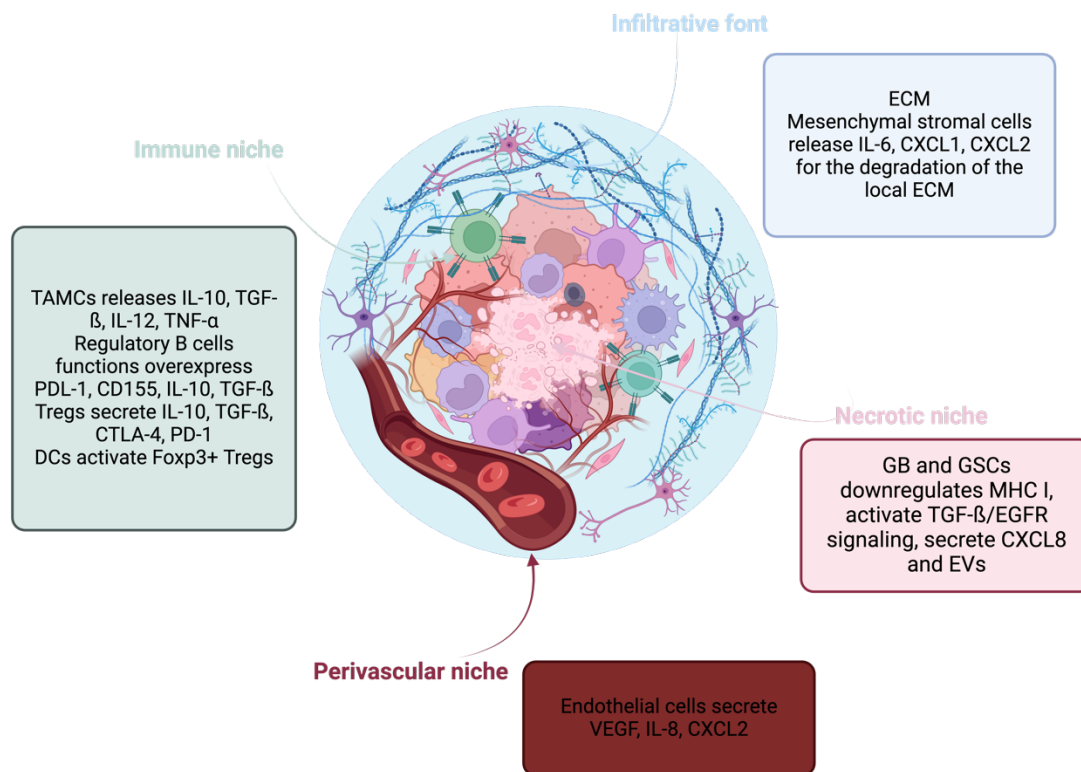 Infiltrative font
ECM
Mesenchymal stromal cells
release IL-6, CXCL1, CXCL2
for the degradation of the
local ECM
Immune niche
TAMCs releases IL-10, TGF-
ß, IL-12, TNF-α
Regulatory B cells
functions overexpress
PDL-1, CD155, IL-10, TGF-ß
Tregs secrete IL-10, TGF-ß,
CTLA-4, PD-1
DCs activate Foxp3+ Tregs
Necrotic niche
GB and GSCs
downregulates MHC I,
activate TGF-ß/EGFR
signaling, secrete CXCL8
and EVs
Perivascular niche
Endothelial cells secrete
VEGF, IL-8, CXCL2